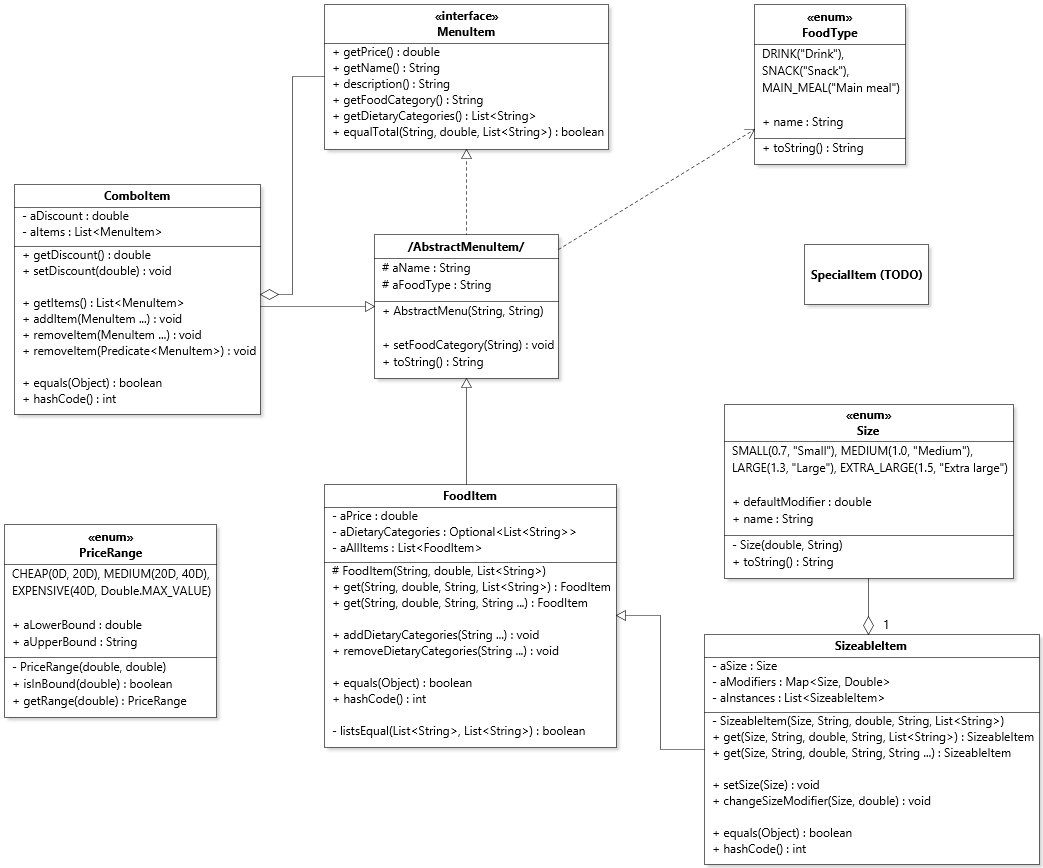 «interface»
MenuItem
+ getPrice() : double
+ getName() : String
+ description() : String
+ getFoodCategory() : String
+ getDietaryCategories() : List<String>
+ equalTotal(String, double, List<String>) : boolean
«enum»
FoodType
DRINK("Drink"),
SNACK("Snack"),
MAIN_MEAL("Main meal")
+ name : String
+ toString() : String
ComboItem
- aDiscount : double
- aItems : List<MenuItem>
+ getDiscount() : double
+ setDiscount(double) : void
+ getItems() : List<MenuItem>
+ addItem(MenuItem ...) : void
+ removeItem(MenuItem ...) : void
+ removeItem(Predicate<MenuItem>) : void
+ equals(Object) : boolean
+ hashCode() : int
/AbstractMenuItem/
# aName : String
# aFoodType : String
+ AbstractMenu(String, String)
+ setFoodCategory(String) : void
+ toString() : String
SpecialItem (TODO)
«enum»
Size
SMALL(0.7, "Small"), MEDIUM(1.0, "Medium"),
LARGE(1.3, "Large"), EXTRA_LARGE(1.5, "Extra large")
+ defaultModifier : double
+ name : String
- Size(double, String)
+ toString() : String
FoodItem
- aPrice : double
- aDietaryCategories : Optional<List<String>>
- aAllItems : List<FoodItem>
# FoodItem(String, double, List<String>)
+ get(String, double, String, List<String>) : FoodItem
+ get(String, double, String, String ...) : FoodItem
+ addDietaryCategories(String ...) : void
+ removeDietaryCategories(String ...) : void
+ equals(Object) : boolean
+ hashCode() : int
- listsEqual(List<String>, List<String>) : boolean
«enum»
PriceRange
CHEAP(0D, 20D), MEDIUM(20D, 40D),
EXPENSIVE(40D, Double.MAX_VALUE)
+ aLowerBound : double
+ aUpperBound : String
- PriceRange(double, double)
+ isInBound(double) : boolean
+ getRange(double) : PriceRange
1
SizeableItem
- aSize : Size
- aModifiers : Map<Size, Double>
- aInstances : List<SizeableItem>
- SizeableItem(Size, String, double, String, List<String>)
+ get(Size, String, double, String, List<String>) : SizeableItem
+ get(Size, String, double, String, String ...) : SizeableItem
+ setSize(Size) : void
+ changeSizeModifier(Size, double) : void
+ equals(Object) : boolean
+ hashCode() : int